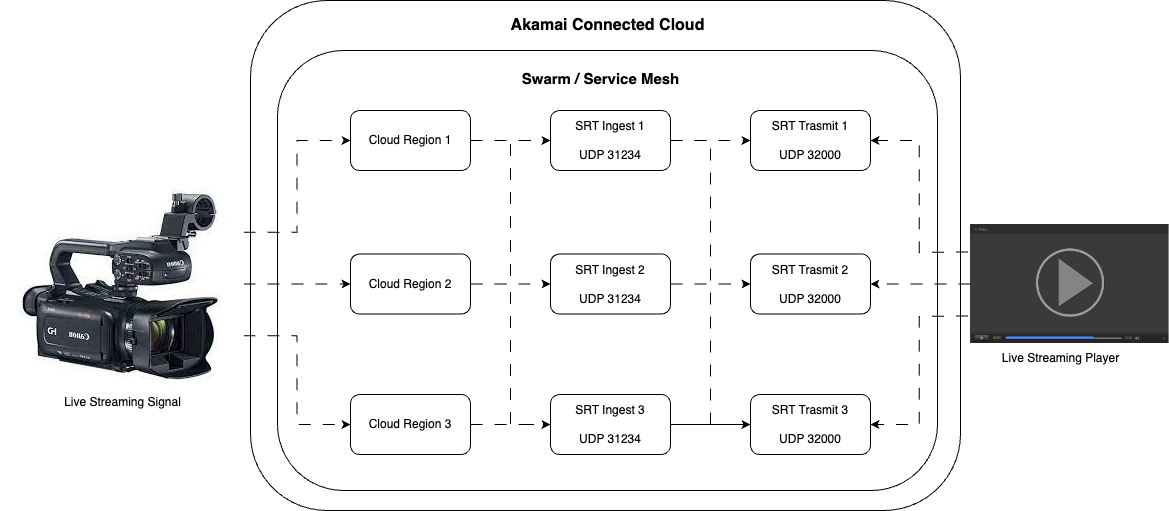 Akamai Connected Cloud
Swarm / Service Mesh
Cloud Region 1
SRT Ingest 1
UDP 31234
SRT Trasmit 1
UDP 32000
Cloud Region 2
SRT Ingest 2
UDP 31234
SRT Trasmit 2
UDP 32000
Cloud Region 3
SRT Ingest 3
UDP 31234
SRT Trasmit 3
UDP 32000
Canon
Canon
Live Streaming Signal
Live Streaming Player